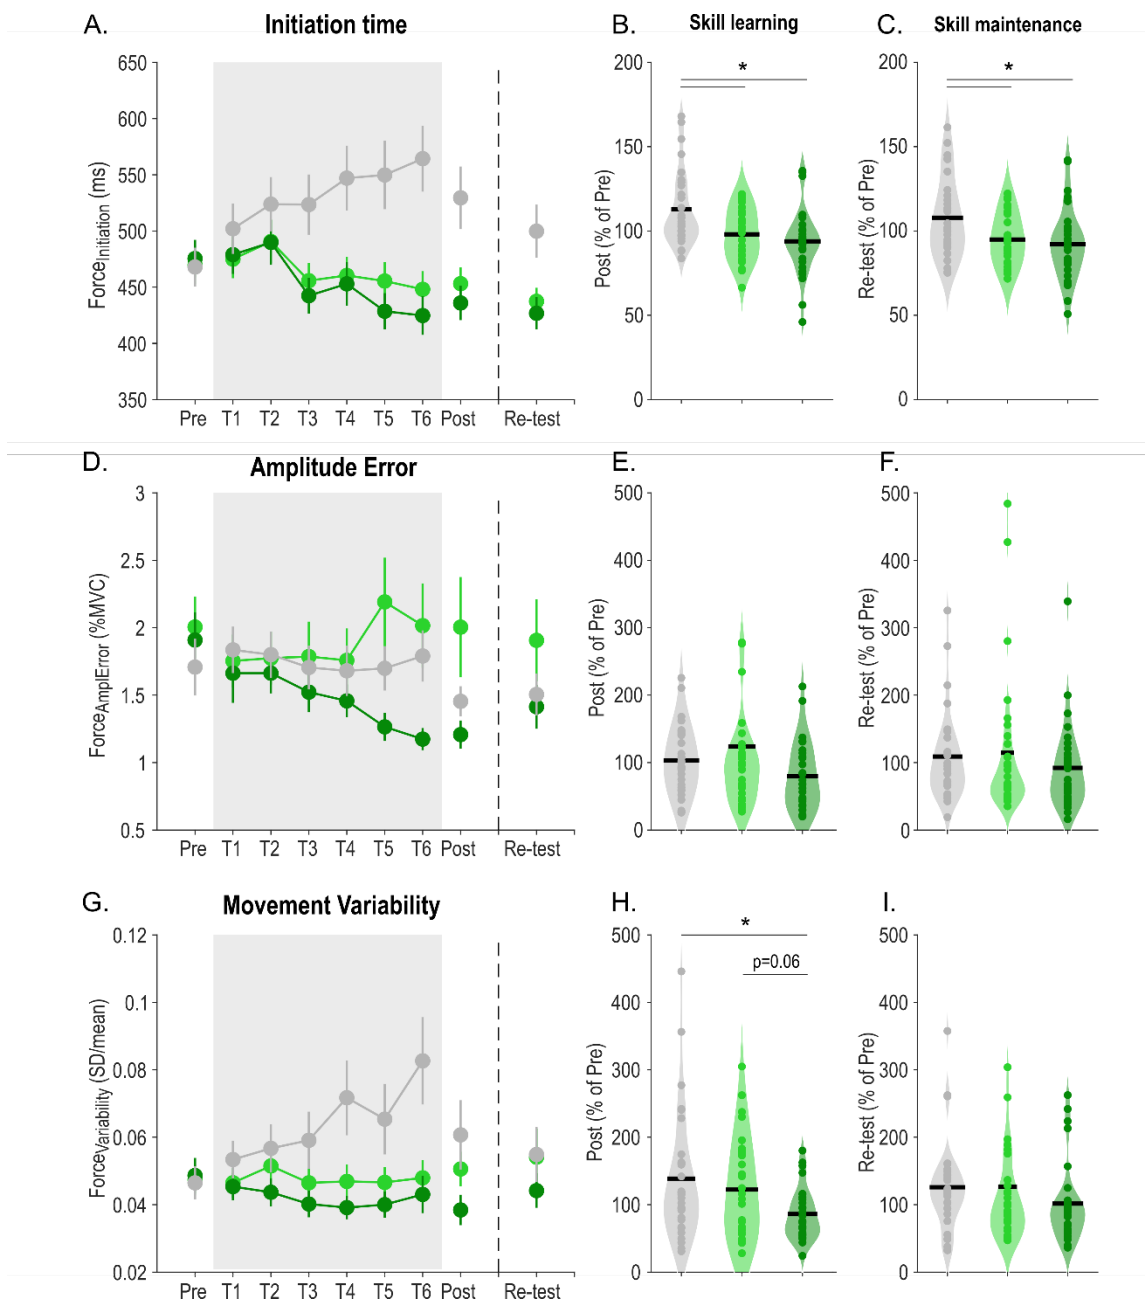 A.
Initiation time
B.
Skill learning
C.
Skill maintenance
650
600
550
500
450
400
350
Force_Initiation (ms)
Pre T1 T2 T3 T4 T5 T6 Post Re-test
200
150
100
50
0
Post (% of Pre)
*
200
150
100
50
0
Re-test (% of Pre)
*
D.
Amplitude Error
E.
F.
3
2.5
2
1.5
1
0.5
Force_AmplError (%MVC)
Pre T1 T2 T3 T4 T5 T6 Post Re-test
500
400
300
200
100
0
Post (% of Pre)
500
400
300
200
100
0
Re-test (% of Pre)
G.
Movement Variability
H.
I.
0.12
0.1
0.08
0.06
0.04
0.02
Force_Variability (SD/mean)
Pre T1 T2 T3 T4 T5 T6 Post Re-test
500
400
300
200
100
0
Post (% of Pre)
*
p=0.06
500
400
300
200
100
0
Re-test (% of Pre)